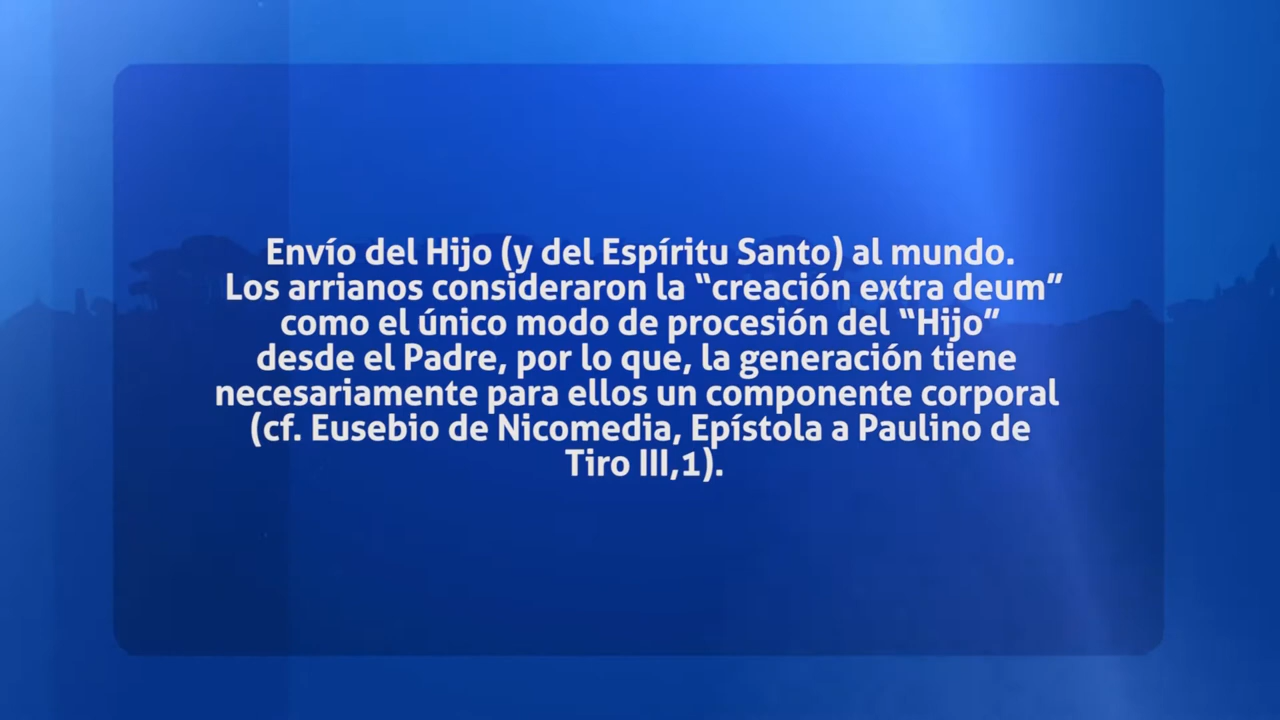 Envío del Hijo (y del Espíritu Santo) al mundo.
Los arrianos consideraron la “creación extra deum”
como el único modo de procesión del “Hijo”
desde el Padre, por lo que, la generación tiene
necesariamente para ellos un componente corporal
(cf. Eusebio de Nicomedia, Epístola a Paulino de
Tiro III,1).